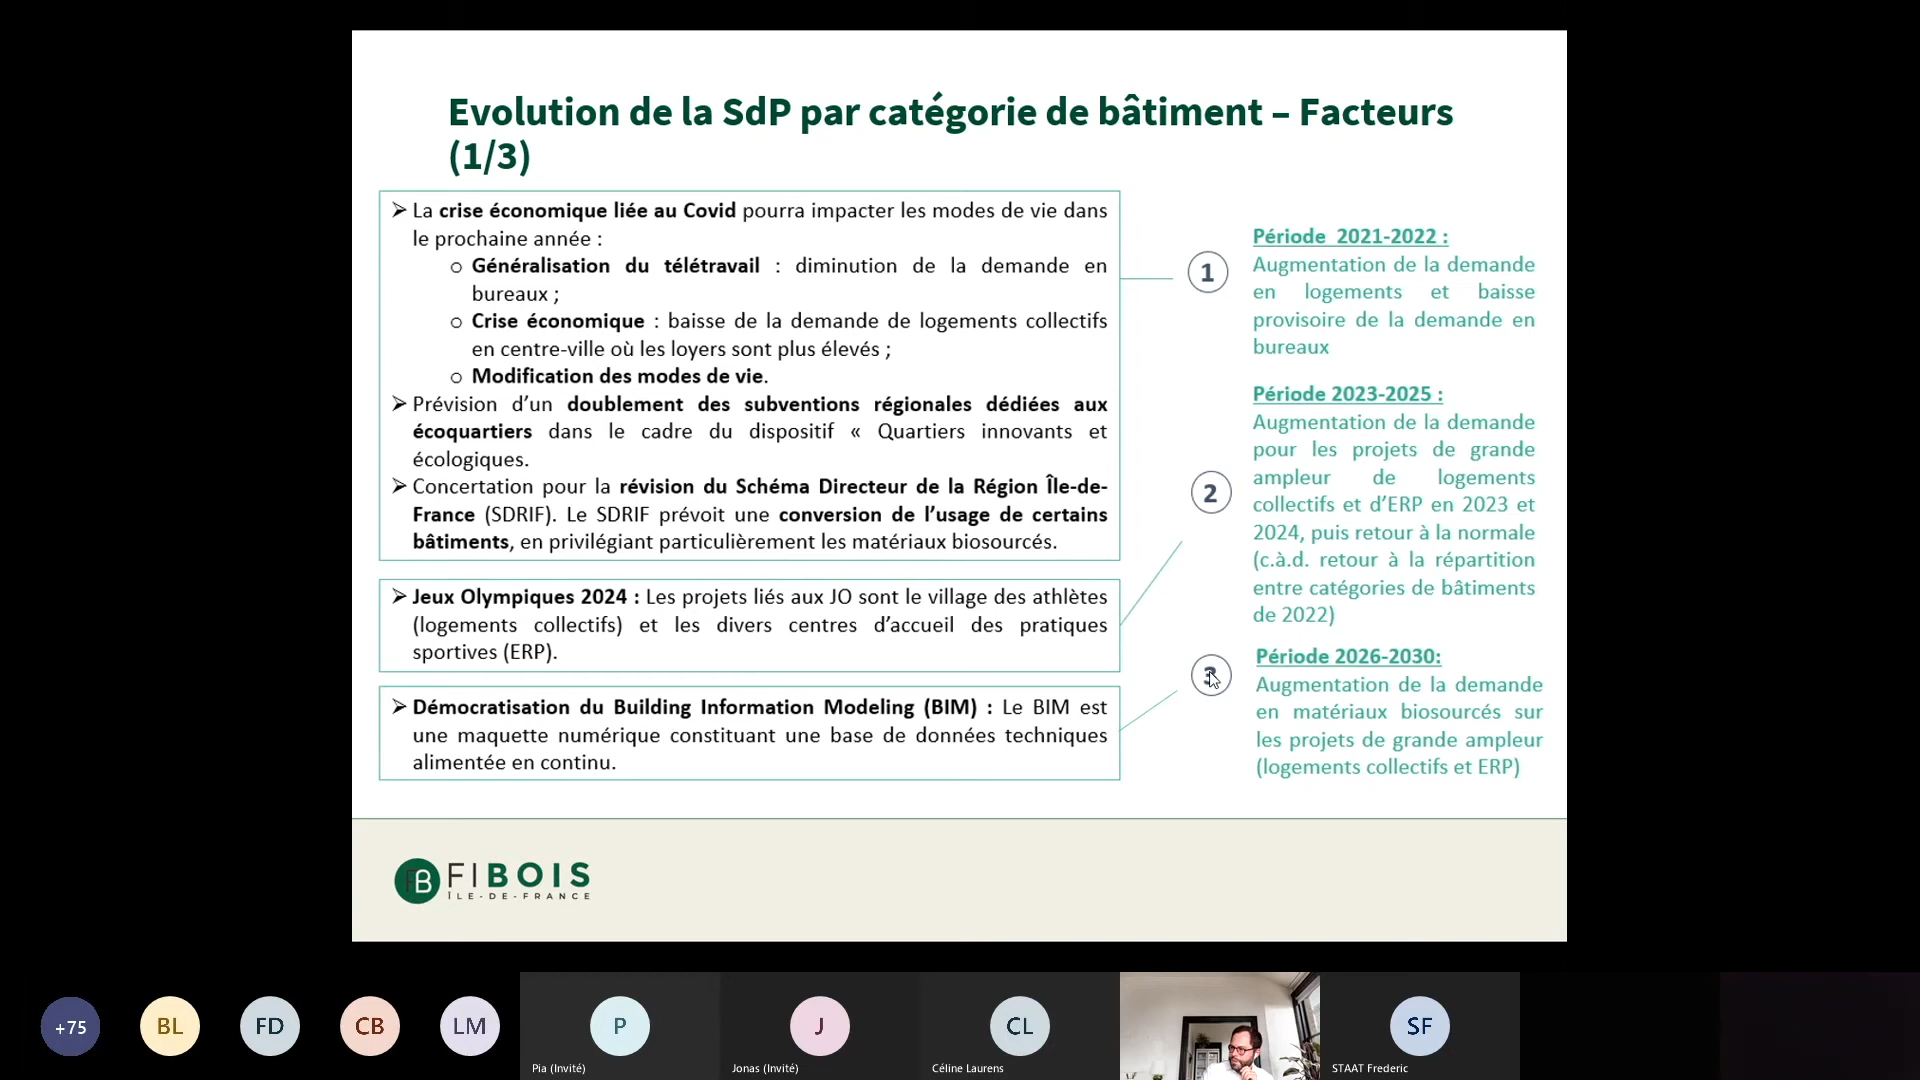 Evolution de la SdP par catégorie de bâtiment – Facteurs
(1/3)
➢ La crise économique liée au Covid pourra impacter les modes de vie dans
le prochaine année :
o Généralisation du télétravail : diminution de la demande en
bureaux ;
o Crise économique : baisse de la demande de logements collectifs
en centre-ville où les loyers sont plus élevés ;
o Modification des modes de vie.
➢ Prévision d’un doublement des subventions régionales dédiées aux
écoquartiers dans le cadre du dispositif « Quartiers innovants et
écologiques.
➢ Concertation pour la révision du Schéma Directeur de la Région Île-de-
France (SDRIF). Le SDRIF prévoit une conversion de l’usage de certains
bâtiments, en privilégiant particulièrement les matériaux biosourcés.
➢ Jeux Olympiques 2024 : Les projets liés aux JO sont le village des athlètes
(logements collectifs) et les divers centres d’accueil des pratiques
sportives (ERP).
➢ Démocratisation du Building Information Modeling (BIM) : Le BIM est
une maquette numérique constituant une base de données techniques
alimentée en continu.
1
Période 2021-2022 :
Augmentation de la demande
en logements et baisse
provisoire de la demande en
bureaux
2
Période 2023-2025 :
Augmentation de la demande
pour les projets de grande
ampleur de logements
collectifs et d’ERP en 2023 et
2024, puis retour à la normale
(c.à.d. retour à la répartition
entre catégories de bâtiments
de 2022)
3
Période 2026-2030:
Augmentation de la demande
en matériaux biosourcés sur
les projets de grande ampleur
(logements collectifs et ERP)
FB FIBOIS
ÎLE-DE-FRANCE
+75 BL FD CB LM P J CL SF
Pia (Invité) Jonas (Invité) Céline Laurens STAAT Frederic